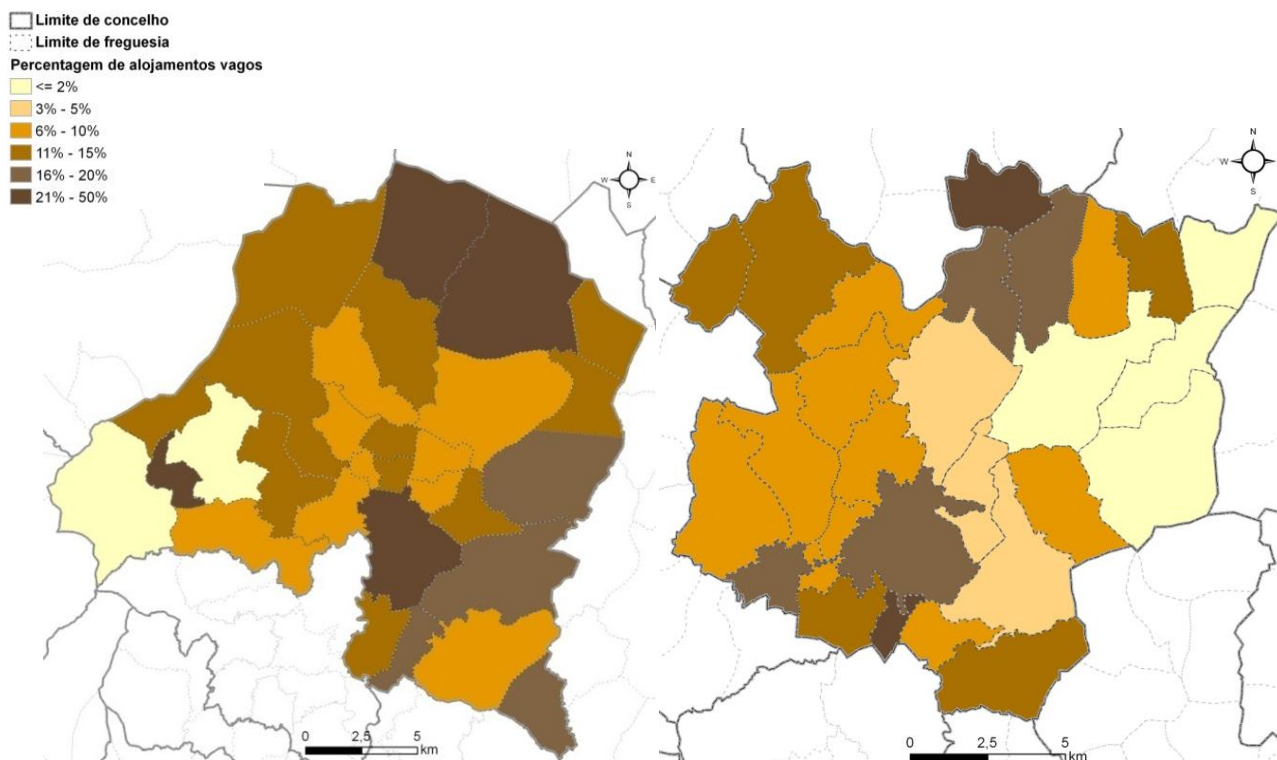 Limite de concelho
Limite de freguesia
Percentagem de alojamentos vagos
<= 2%
3% - 5%
6% - 10%
11% - 15%
16% - 20%
21% - 50%
N
W E
S
N
W E
S
0 2,5 5
km
0 2,5 5
km